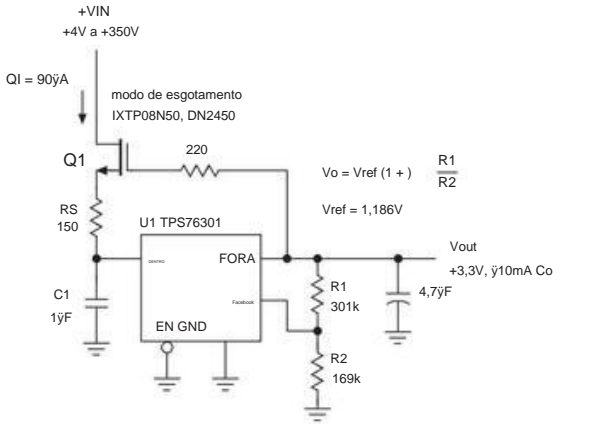 +VIN
+4V a +350V
QI = 90ÿA
modo de esgotamento
IXTP08N50, DN2450
Q1
220
Vo = Vref (1 + ) R1
R2
Vref = 1,186V
RS
150
U1 TPS76301
DENTRO
FORA
Vout
+3,3V, ÿ10mA Co
C1
1ÿF
Facebook
R1
301k
4,7ÿF
EN GND
R2
169k